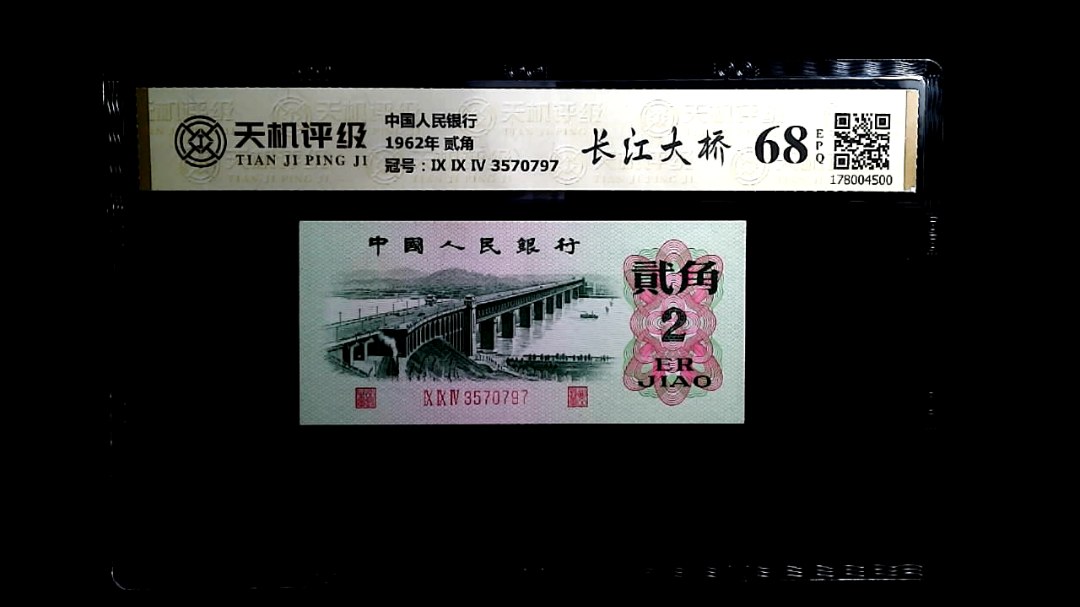 天机评级
TIAN JI PING JI
中国人民银行
1962年 贰角
冠号：IX IX IV 3570797
长江大桥
68
EPQ
178004500
中國人民銀行
貳角
2
ER
JIAO
IX IX IV 3570797